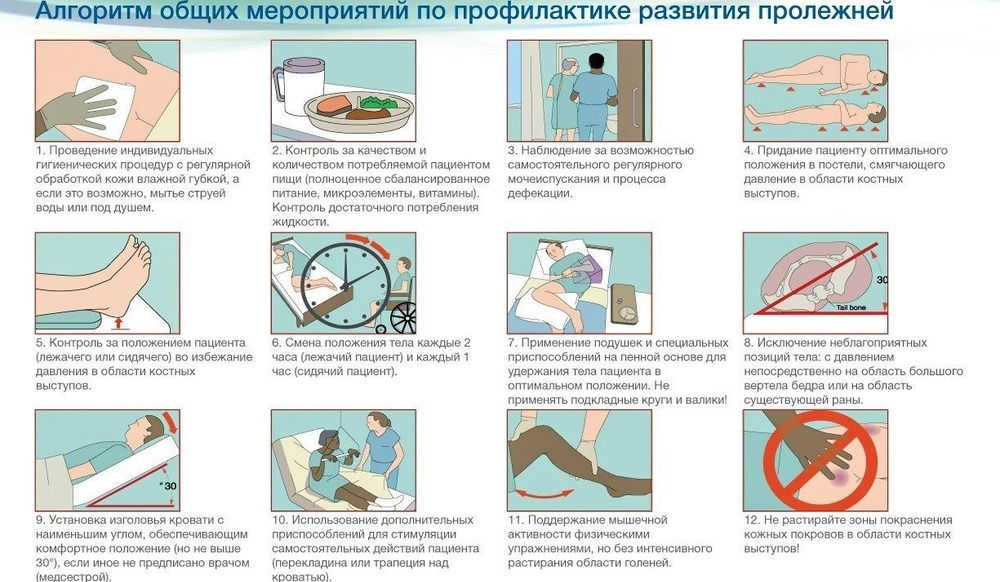 Алгоритм общих мероприятий по профилактике развития пролежней
1. Проведение индивидуальных
гигиенических процедур с регулярной
обработкой кожи влажной губкой, а
если это возможно, мытье струей
воды или под душем.
2. Контроль за качеством и
количеством потребляемой пациентом
пищи (полноценное сбалансированное
питание, микроэлементы, витамины).
Контроль достаточного потребления
жидкости.
3. Наблюдение за возможностью
самостоятельного регулярного
мочеиспускания и процесса
дефекации.
4. Придание пациенту оптимального
положения в постели, смягчающего
давление в области костных
выступов.
5. Контроль за положением пациента
(лежачего или сидячего) во избежание
давления в области костных
выступов.
6. Смена положения тела каждые 2
часа (лежачий пациент) и каждый 1
час (сидячий пациент).
7. Применение подушек и специальных
приспособлений на пенной основе для
удержания тела пациента в
оптимальном положении. Не
применять подкладные круги и валики!
30
Tail bone
8. Исключение неблагоприятных
позиций тела: с давлением
непосредственно на область большого
вертела бедра или на область
существующей раны.
30
9. Установка изголовья кровати с
наименьшим углом, обеспечивающим
комфортное положение (но не выше
30°), если иное не предписано врачом
(медсестрой).
10. Использование дополнительных
приспособлений для стимуляции
самостоятельных действий пациента
(перекладина или трапеция над
кроватью).
11. Поддержание мышечной
активности физическими
упражнениями, но без интенсивного
растирания области голеней.
12. Не растирайте зоны покраснения
кожных покровов в области костных
выступов!